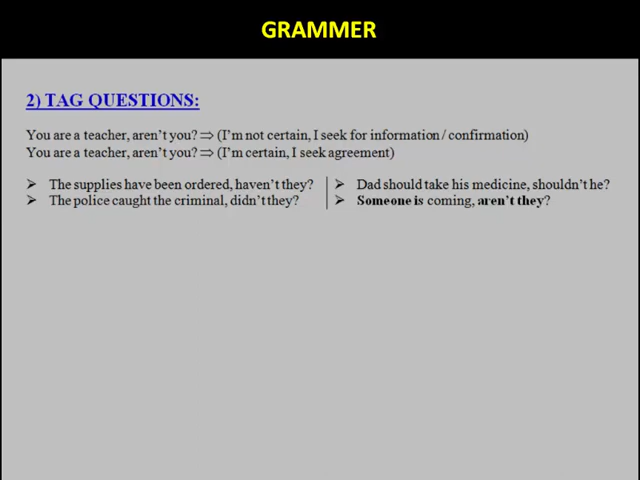 GRAMMER
2) TAG QUESTIONS:
You are a teacher, aren't you? ⇒ (I'm not certain, I seek for information / confirmation)
You are a teacher, aren't you? ⇒ (I'm certain, I seek agreement)
➢ The supplies have been ordered, haven't they?
➢ The police caught the criminal, didn't they?
➢ Dad should take his medicine, shouldn't he?
➢ Someone is coming, aren't they?